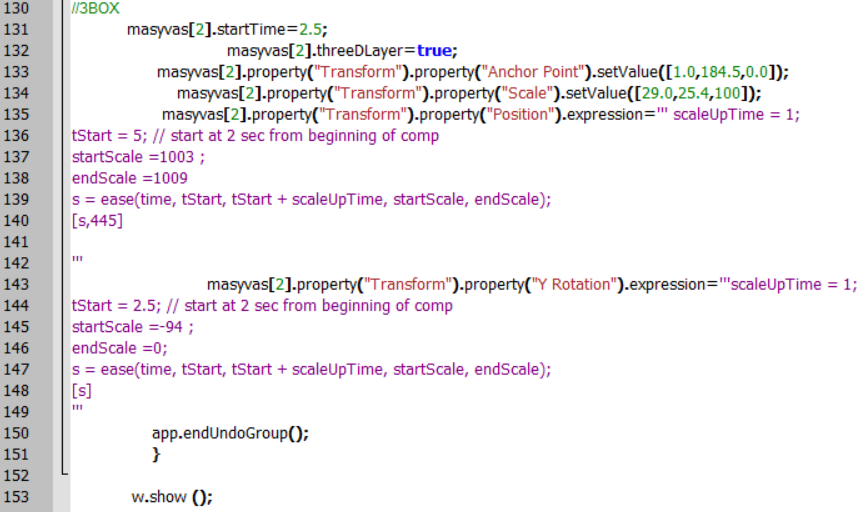 130 //3BOX
131 masyvas[2].startTime=2.5;
132 masyvas[2].threeDLayer=true;
133 masyvas[2].property("Transform").property("Anchor Point").setValue([1.0,184.5,0.0]);
134 masyvas[2].property("Transform").property("Scale").setValue([29.0,25.4,100]);
135 masyvas[2].property("Transform").property("Position").expression=''' scaleUpTime = 1;
136 tStart = 5; // start at 2 sec from beginning of comp
137 startScale =1003 ;
138 endScale =1009
139 s = ease(time, tStart, tStart + scaleUpTime, startScale, endScale);
140 [s,445]
141
142 '''
143 masyvas[2].property("Transform").property("Y Rotation").expression='''scaleUpTime = 1;
144 tStart = 2.5; // start at 2 sec from beginning of comp
145 startScale =-94 ;
146 endScale =0;
147 s = ease(time, tStart, tStart + scaleUpTime, startScale, endScale);
148 [s]
149 '''
150 app.endUndoGroup();
151 }
152
153 w.show ();